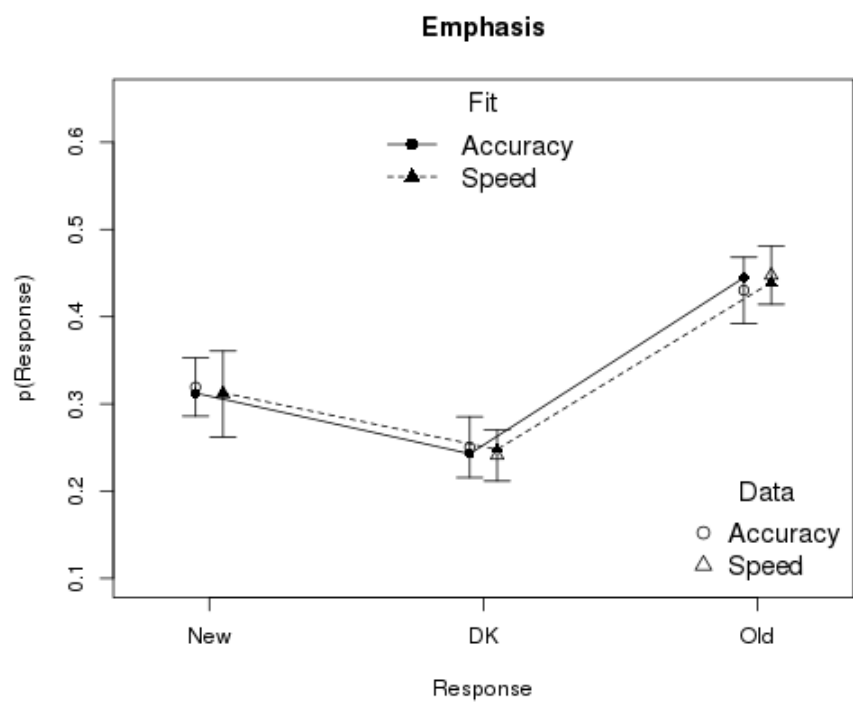 Emphasis
Fit
Accuracy
Speed
p(Response)
0.6
0.5
0.4
0.3
0.2
0.1
Data
Accuracy
Speed
New DK Old
Response